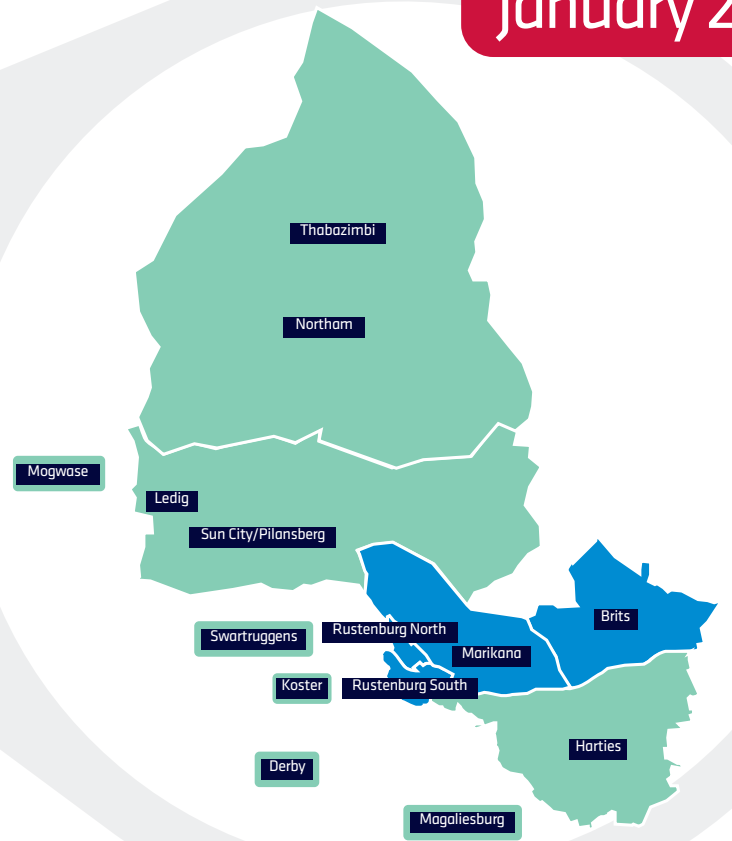 January 2
Thabazimbi
Northam
Mogwase
Ledig
Sun City/Pilansberg
Brits
Rustenburg North
Swartruggens
Marikana
Koster
Rustenburg South
Harties
Derby
Magaliesburg